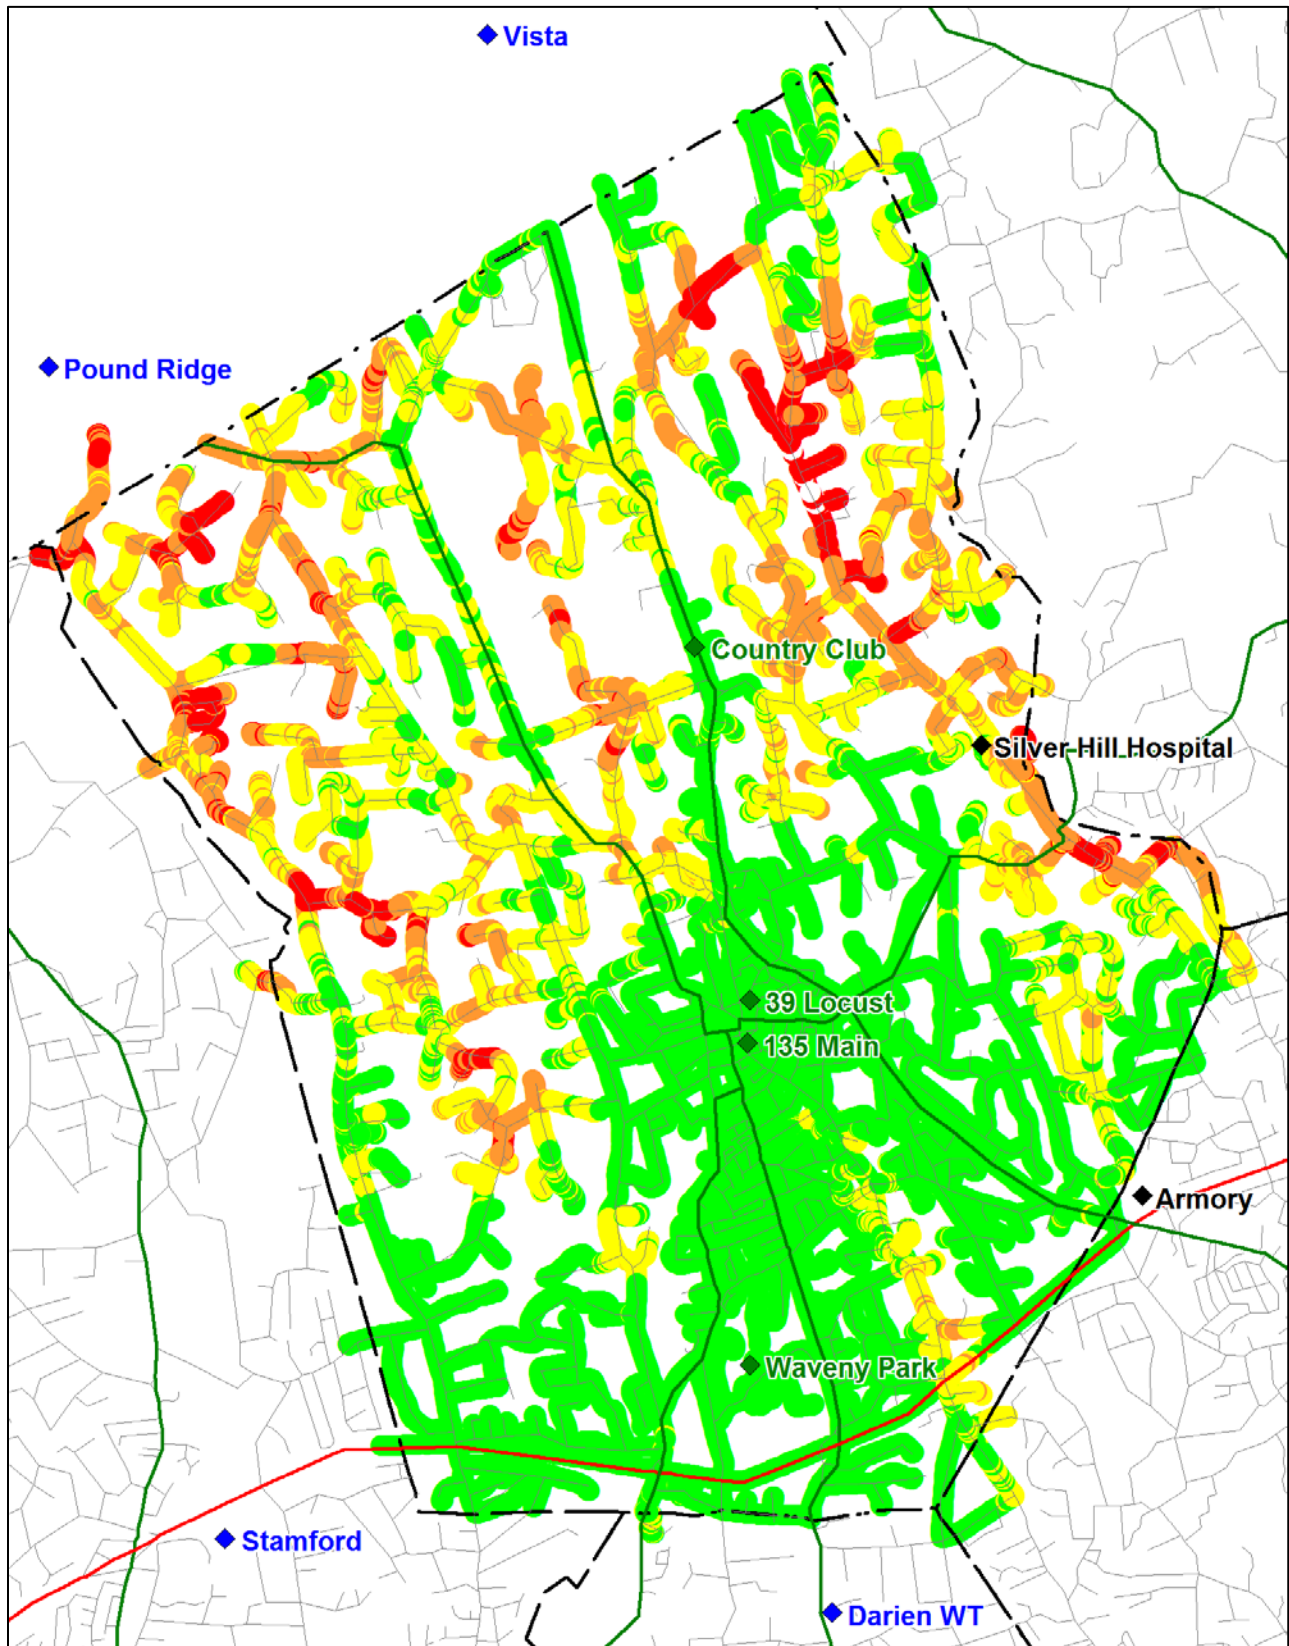 Vista
Pound Ridge
Country Club
Silver Hill Hospital
39 Locust
135 Main
Armory
Waveny Park
Stamford
Darien WT